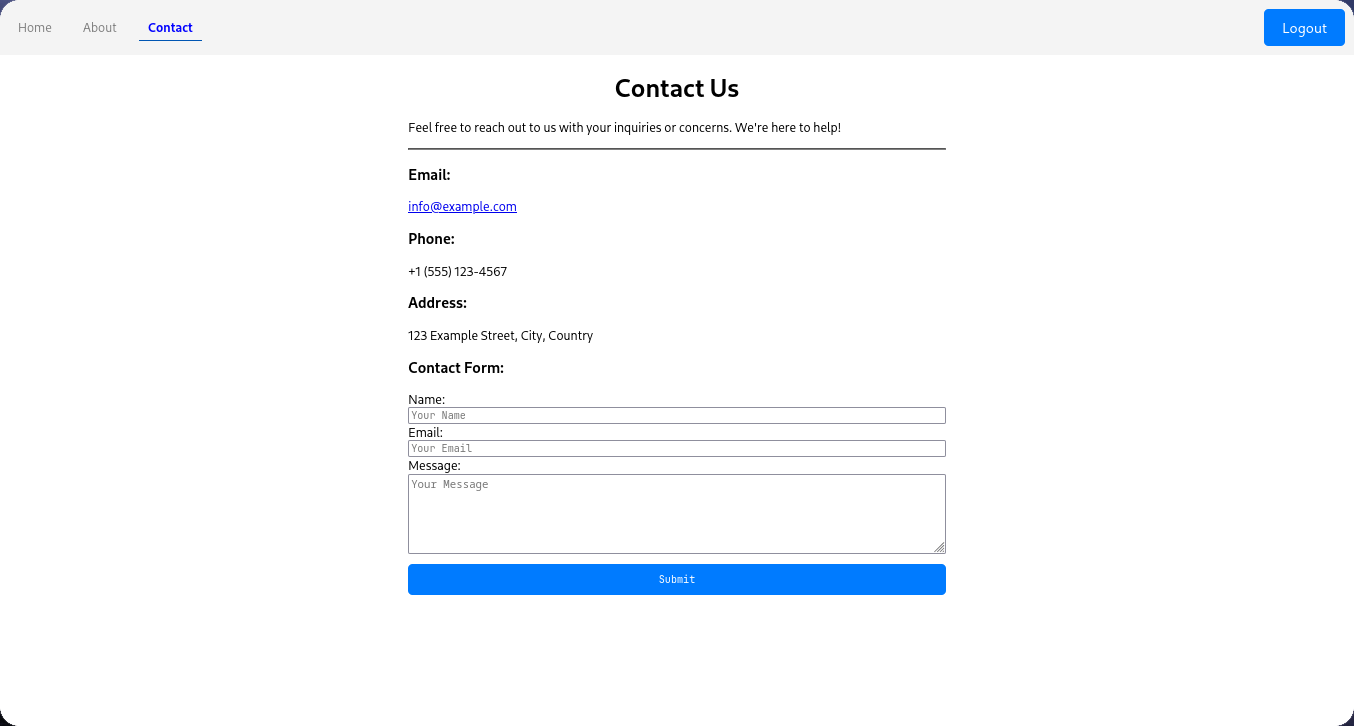 Home About Contact Logout
Contact Us
Feel free to reach out to us with your inquiries or concerns. We're here to help!
Email:
info@example.com
Phone:
+1 (555) 123-4567
Address:
123 Example Street, City, Country
Contact Form:
Name:
Your Name
Email:
Your Email
Message:
Your Message
Submit